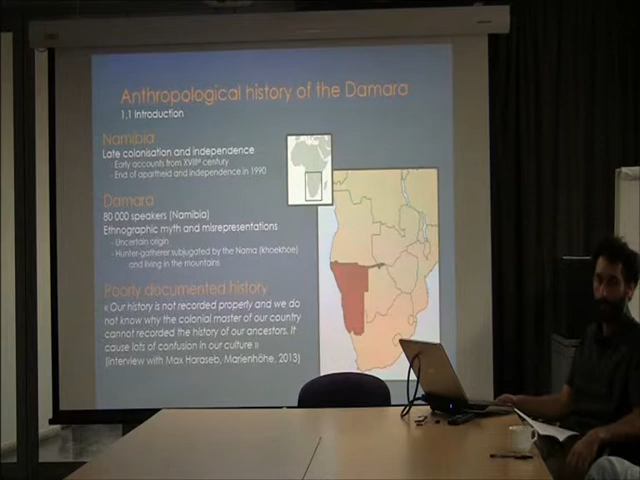 Anthropological history of the Damara
1.1 Introduction
Namibia
Late colonisation and independence
- Early accounts from XVIIIth century
- End of apartheid and independence in 1990
Damara
80 000 speakers (Namibia)
Ethnographic myth and misrepresentations
- Uncertain origin
- Hunter-gatherer subjugated by the Nama (khoekhoe)
and living in the mountains
Poorly documented history
« Our history is not recorded properly and we do
not know why the colonial master of our country
cannot recorded the history of our ancestors. It
cause lots of confusion in our culture »
(interview with Max Haraseb, Marienhöhe, 2013)